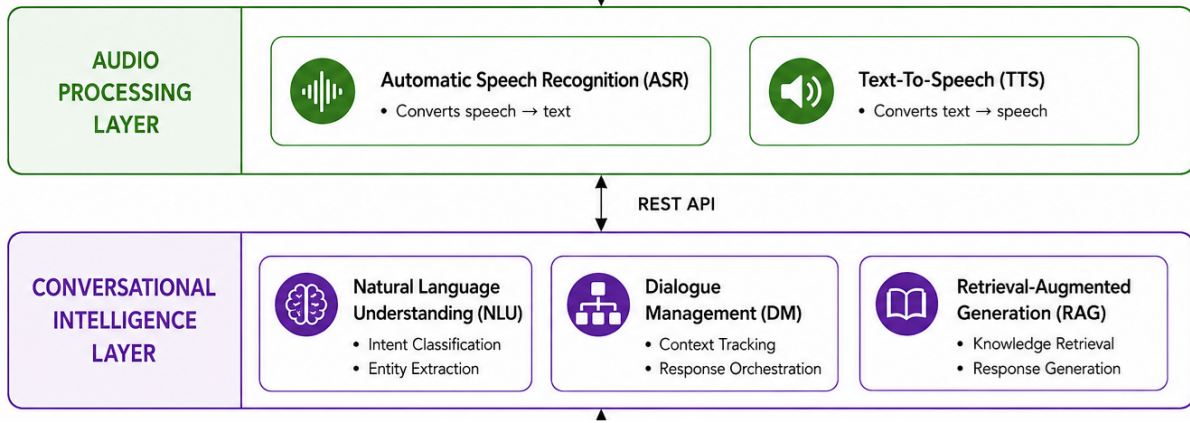 AUDIO
PROCESSING
LAYER
Automatic Speech Recognition (ASR)
• Converts speech → text
Text-To-Speech (TTS)
• Converts text → speech
REST API
CONVERSATIONAL
INTELLIGENCE
LAYER
Natural Language
Understanding (NLU)
• Intent Classification
• Entity Extraction
Dialogue
Management (DM)
• Context Tracking
• Response Orchestration
Retrieval-Augmented
Generation (RAG)
• Knowledge Retrieval
• Response Generation